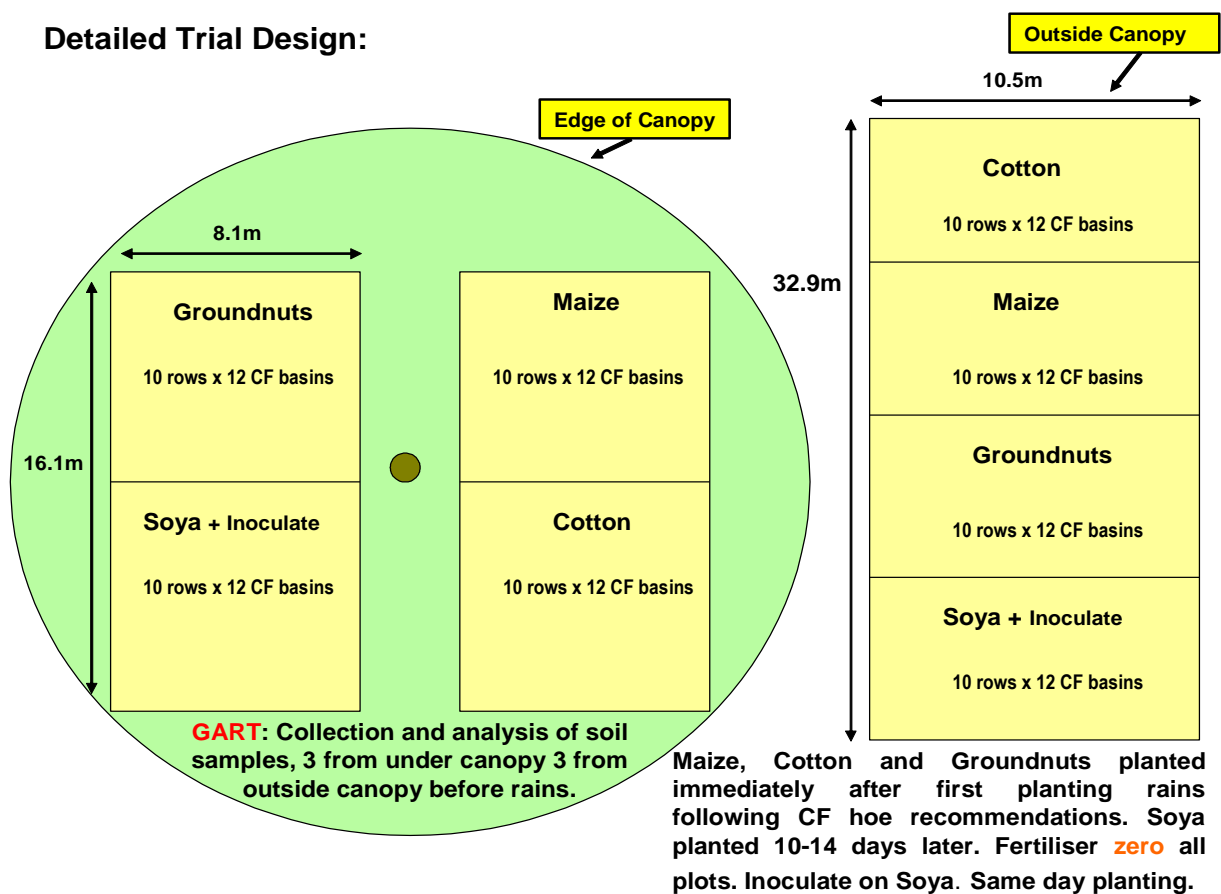 Detailed Trial Design:
Outside Canopy
10.5m
Edge of Canopy
8.1m
16.1m
Groundnuts
10 rows x 12 CF basins
Maize
10 rows x 12 CF basins
Soya + Inoculate
10 rows x 12 CF basins
Cotton
10 rows x 12 CF basins
GART: Collection and analysis of soil
samples, 3 from under canopy 3 from
outside canopy before rains.
32.9m
Cotton
10 rows x 12 CF basins
Maize
10 rows x 12 CF basins
Groundnuts
10 rows x 12 CF basins
Soya + Inoculate
10 rows x 12 CF basins
Maize, Cotton and Groundnuts planted
immediately after first planting rains
following CF hoe recommendations. Soya
planted 10-14 days later. Fertiliser zero all
plots. Inoculate on Soya. Same day planting.